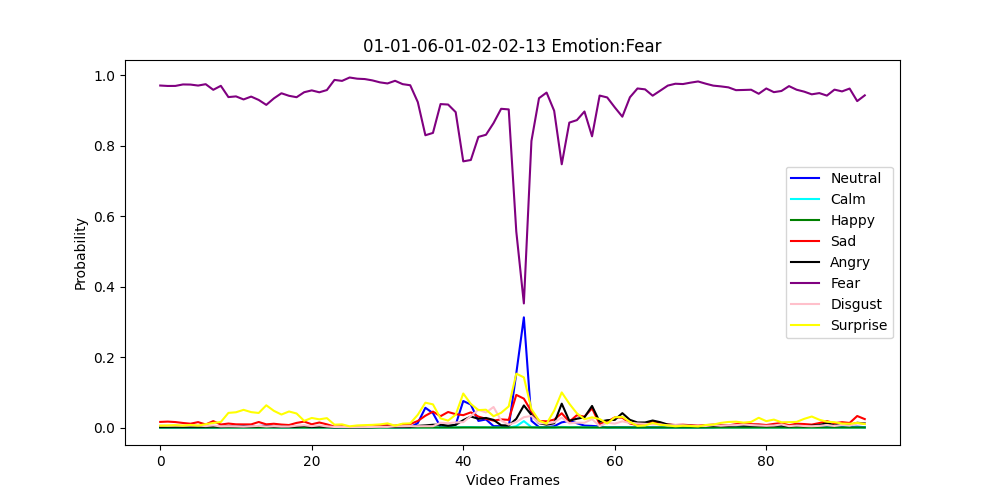 01-01-06-01-02-02-13 Emotion:Fear
Probability
1.0
0.8
0.6
0.4
0.2
0.0
Neutral
Calm
Happy
Sad
Angry
Fear
Disgust
Surprise
0 20 40 60 80
Video Frames